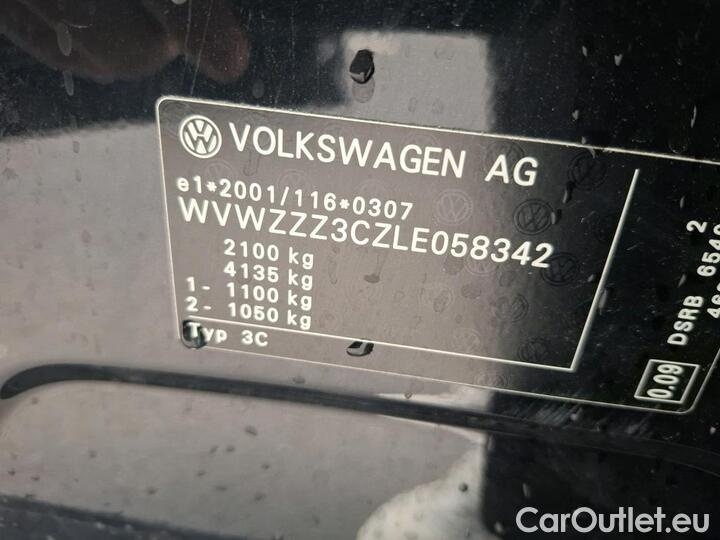 VOLKSWAGEN AG
e1*2001/116*0307
WVWZZZ3CZLE058342
2100 kg
4135 kg
1 - 1100 kg
2 - 1050 kg
Typ 3C
2
DSRB
0.09
CarOutlet.eu